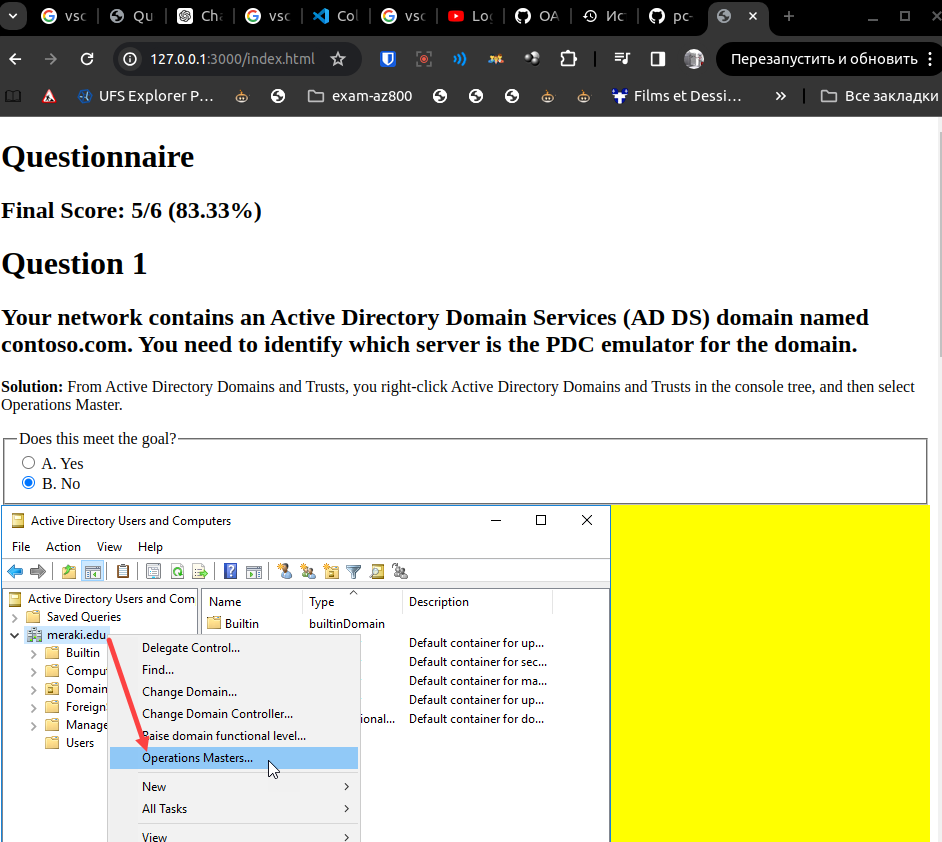 vsc
Qu
Cha
vsc
Col
vsc
Log
OA
Ис
pc-
127.0.0.1:3000/index.html
Перезапустить и обновить
UFS Explorer P...
exam-az800
Films et Dessi...
»
Все закладки
Questionnaire
Final Score: 5/6 (83.33%)
Question 1
Your network contains an Active Directory Domain Services (AD DS) domain named
contoso.com. You need to identify which server is the PDC emulator for the domain.
Solution: From Active Directory Domains and Trusts, you right-click Active Directory Domains and Trusts in the console tree, and then select
Operations Master.
Does this meet the goal?
A. Yes
B. No
Active Directory Users and Computers
File Action View Help
Active Directory Users and Com
Name Type Description
Saved Queries
Builtin builtinDomain
meraki.edu
Builtin
Default container for up...
Comput
Default container for sec...
Domain
Default container for ma...
Foreign
Default container for up...
Manage
ional... Default container for do...
Users
Delegate Control...
Find...
Change Domain...
Change Domain Controller...
Raise domain functional level...
Operations Masters...
New
All Tasks
View